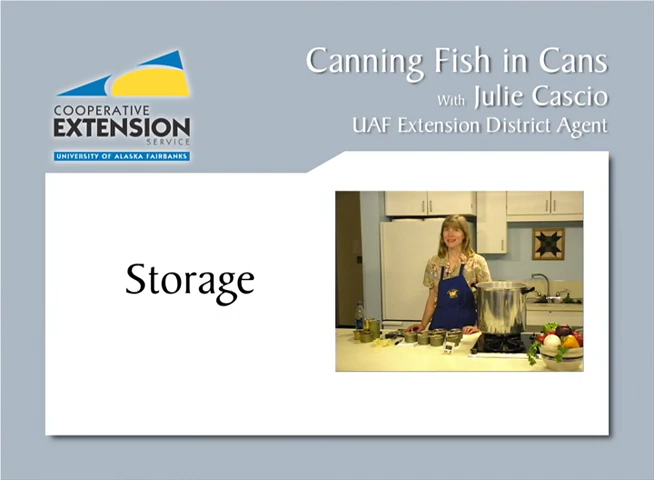 Canning Fish in Cans
With Julie Cascio
UAF Extension District Agent
COOPERATIVE
EXTENSION
SERVICE
UNIVERSITY OF ALASKA FAIRBANKS
Storage